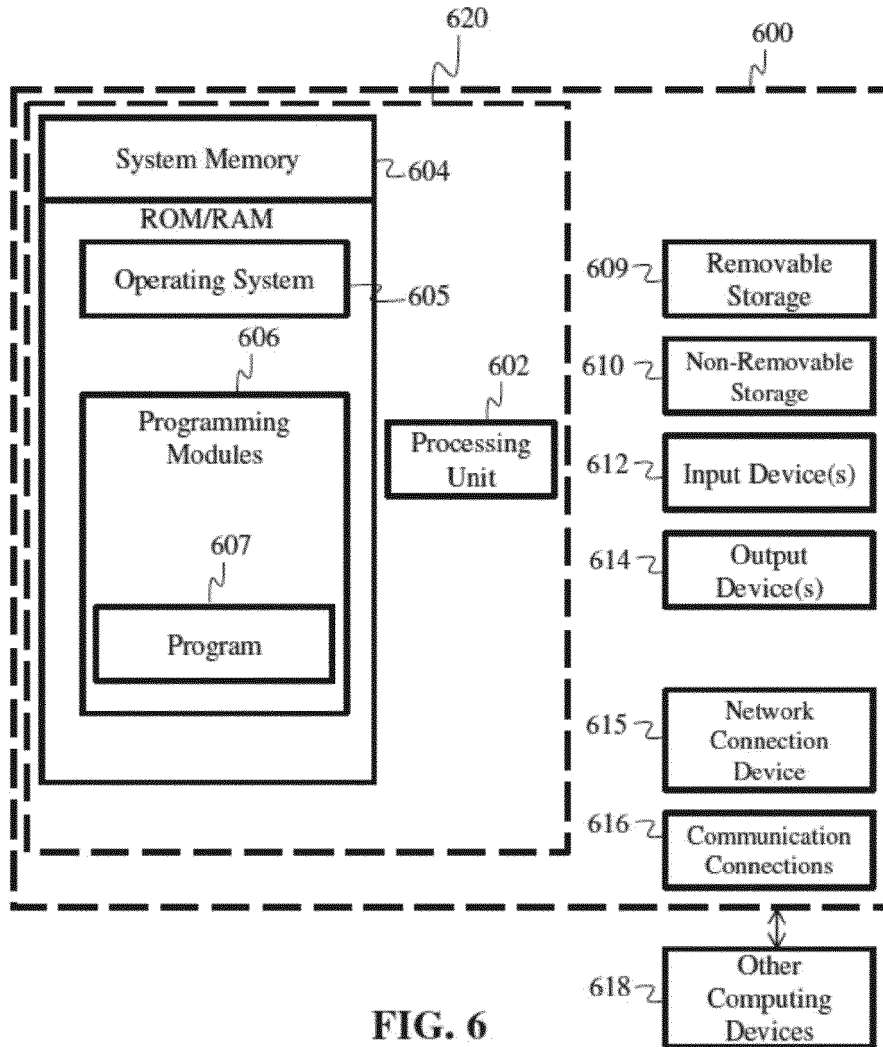 620
600
System Memory
604
ROM/RAM
Operating System
605
606
Programming
Modules
607
Program
602
Processing
Unit
609
Removable
Storage
610
Non-Removable
Storage
612
Input Device(s)
614
Output
Device(s)
615
Network
Connection
Device
616
Communication
Connections
618
Other
Computing
Devices
FIG. 6